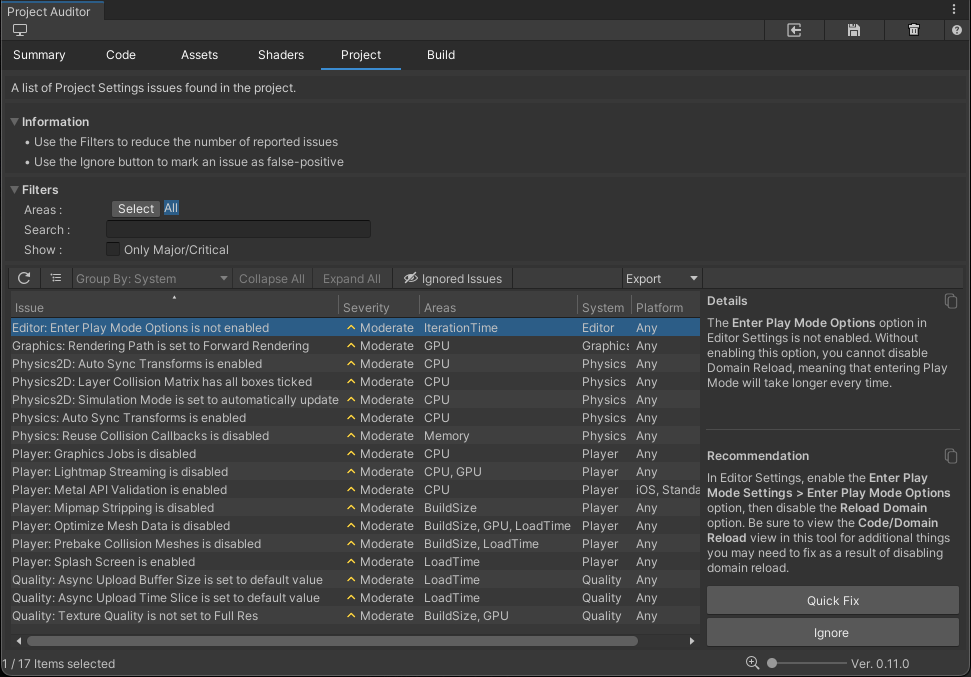 Project Auditor
Summary Code Assets Shaders Project Build
A list of Project Settings issues found in the project.
Information
• Use the Filters to reduce the number of reported issues
• Use the Ignore button to mark an issue as false-positive
Filters
Areas : Select All
Search :
Show : Only Major/Critical
Group By: System Collapse All Expand All Ignored Issues Export
Issue Severity Areas System Platform
Editor: Enter Play Mode Options is not enabled Moderate IterationTime Editor Any
Graphics: Rendering Path is set to Forward Rendering Moderate GPU Graphics Any
Physics2D: Auto Sync Transforms is enabled Moderate CPU Physics Any
Physics2D: Layer Collision Matrix has all boxes ticked Moderate CPU Physics Any
Physics2D: Simulation Mode is set to automatically update Moderate CPU Physics Any
Physics: Auto Sync Transforms is enabled Moderate CPU Physics Any
Physics: Reuse Collision Callbacks is disabled Moderate Memory Physics Any
Player: Graphics Jobs is disabled Moderate CPU Player Any
Player: Lightmap Streaming is disabled Moderate CPU, GPU Player Any
Player: Metal API Validation is enabled Moderate CPU Player iOS, Standa
Player: Mipmap Stripping is disabled Moderate BuildSize Player Any
Player: Optimize Mesh Data is disabled Moderate BuildSize, GPU, LoadTime Player Any
Player: Prebake Collision Meshes is disabled Moderate BuildSize, LoadTime Player Any
Player: Splash Screen is enabled Moderate LoadTime Player Any
Quality: Async Upload Buffer Size is set to default value Moderate LoadTime Quality Any
Quality: Async Upload Time Slice is set to default value Moderate LoadTime Quality Any
Quality: Texture Quality is not set to Full Res Moderate BuildSize, GPU Quality Any
Details
The Enter Play Mode Options option in
Editor Settings is not enabled. Without
enabling this option, you cannot disable
Domain Reload, meaning that entering Play
Mode will take longer every time.
Recommendation
In Editor Settings, enable the Enter Play
Mode Settings > Enter Play Mode Options
option, then disable the Reload Domain
option. Be sure to view the Code/Domain
Reload view in this tool for additional things
you may need to fix as a result of disabling
domain reload.
Quick Fix
Ignore
1 / 17 Items selected Ver. 0.11.0